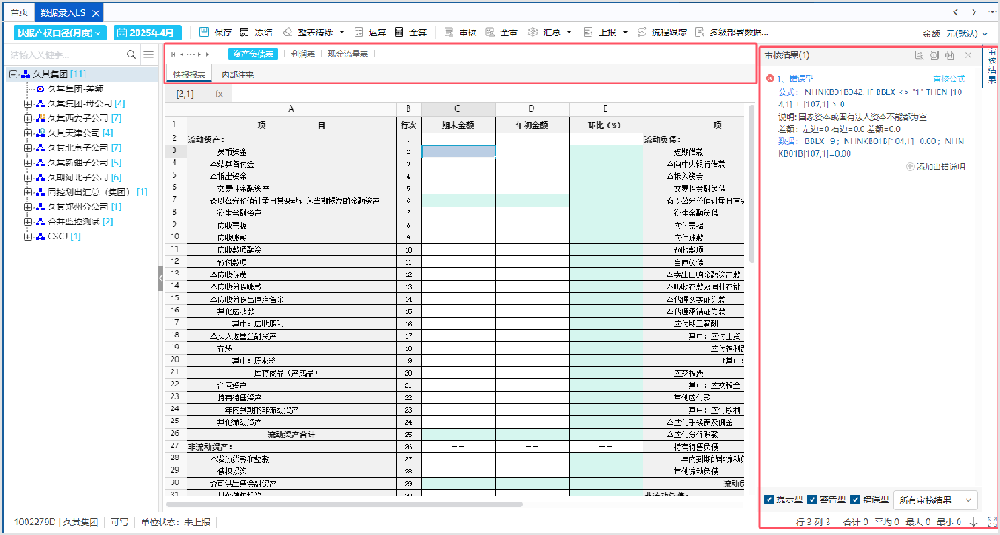 首页 数据录入LS ×
快报产权口径(月度) 2025年4月 保存 冻结 整表清除 运算 全算 审核 全审 汇总 上报 流程跟踪 多级部署数据... 金额 元(默认)
请输入关键字...
久其集团 [11]
久其集团-差额
久其集团-母公司 [4]
久其西安子公司 [7]
久其天津公司 [4]
久其北京子公司 [7]
久其新疆子公司 [5]
久期河北子公司 [6]
同控划出汇总（集团） [1]
久其郑州分公司 [1]
合并监控测试 [2]
CSCJ [1]
资产负债表 利润表 现金流量表
快报报表 内部往来
[2,1] fx
A B C D E
1 项 目 行次 期末金额 年初金额 环比（%） 项
2 流动资产： 1 流动负债：
3 货币资金 2 短期借款
4 △结算备付金 3 △向中央银行借款
5 △拆出资金 4 △拆入资金
6 交易性金融资产 5 交易性金融负债
7 ☆以公允价值计量且其变动计入当期损益的金融资产 6 ☆以公允价值计量且其变
8 衍生金融资产 7 衍生金融负债
9 应收票据 8 应付票据
10 应收账款 9 应付账款
11 应收款项融资 10 预收款项
12 预付款项 11 合同负债
13 △应收保费 12 △卖出回购金融资产款
14 △应收分保账款 13 △吸收存款及同业存放
15 △应收分保合同准备金 14 △代理买卖证券款
16 其他应收款 15 △代理承销证券款
17 其中：应收股利 16 应付职工薪酬
18 △买入返售金融资产 17 其中：应付工资
19 存货 18 应付福利费
20 其中：原材料 19
21 库存商品（产成品） 20 应交税费
22 合同资产 21 其中：应交税金
23 持有待售资产 22 其他应付款
24 一年内到期的非流动资产 23 其中：应付股利
25 其他流动资产 24 △应付手续费及佣金
26 流动资产合计 25 △应付分保账款
27 非流动资产： 26 —— —— —— 持有待售负债
28 △发放贷款和垫款 27 一年内到期的非流动负
29 债权投资 28 其他流动负债
30 ☆可供出售金融资产 29 流动负
31 其他债权投资 30 非流动负债：
审核结果(1)
1、错误型 审核公式
公式： NHNKB01B042. IF BBLX <> "1" THEN [10
4,1] + [107,1] > 0
说明: 国家资本或国有法人资本不能都为空
差额： 左边=0 右边=0.0 差额=0.0
数据： BBLX=9 ; NHNKB01B[104,1]=0.00 ; NHN
KB01B[107,1]=0.00
添加出错说明
审核结果
提示型 警告型 错误型 所有审核结果
1002279D 久其集团 可写 单位状态: 未上报 行 3 列 3 合计 0 平均 0 最大 0 最小 0